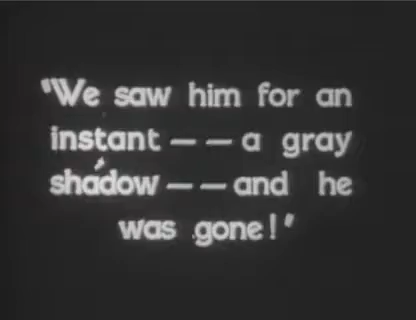 "We saw him for an
instant — — a gray
shadow — — and he
was gone!"